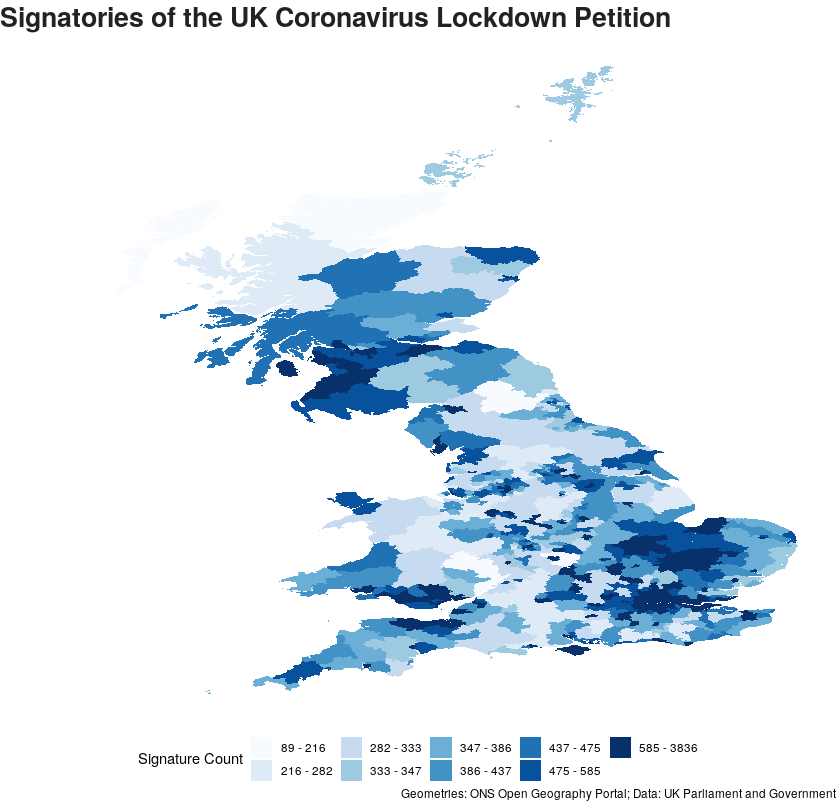 Signatories of the UK Coronavirus Lockdown Petition
Signature Count
89 - 216
282 - 333
347 - 386
437 - 475
585 - 3836
216 - 282
333 - 347
386 - 437
475 - 585
Geometries: ONS Open Geography Portal; Data: UK Parliament and Government